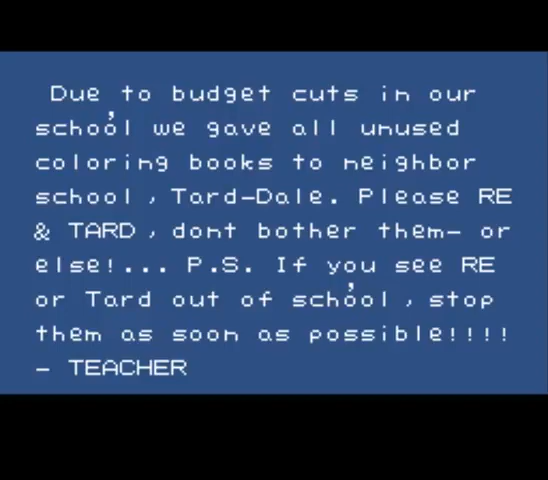 Due to budget cuts in our
school we gave all unused
coloring books to neighbor
school, Tard-Dale. Please RE
& TARD, dont bother them- or
else!... P.S. If you see RE
or Tard out of school, stop
them as soon as possible!!!!
- TEACHER